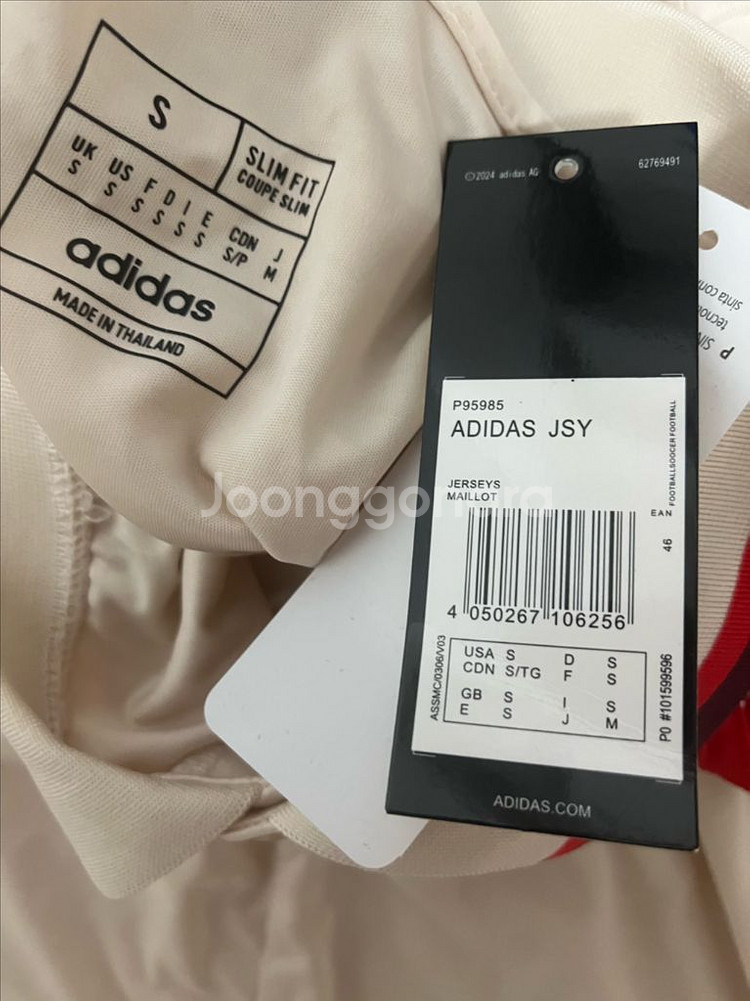 S
SLIM FIT
COUPE SLIM
UK US F D I E CDN J
S S S S S S S/P M
adidas
MADE IN THAILAND
©2024 adidas AG
62769491
P95985
ADIDAS JSY
JERSEYS
MAILLOT
FOOTBALL/SOCCER FOOTBALL
EAN
46
4 050267 106256
ASSMC/0306/V03
USA S D S
CDN S/TG F S
GB S I S
E S J M
PO #101599596
ADIDAS.COM
sinta con
P
Joonggonara